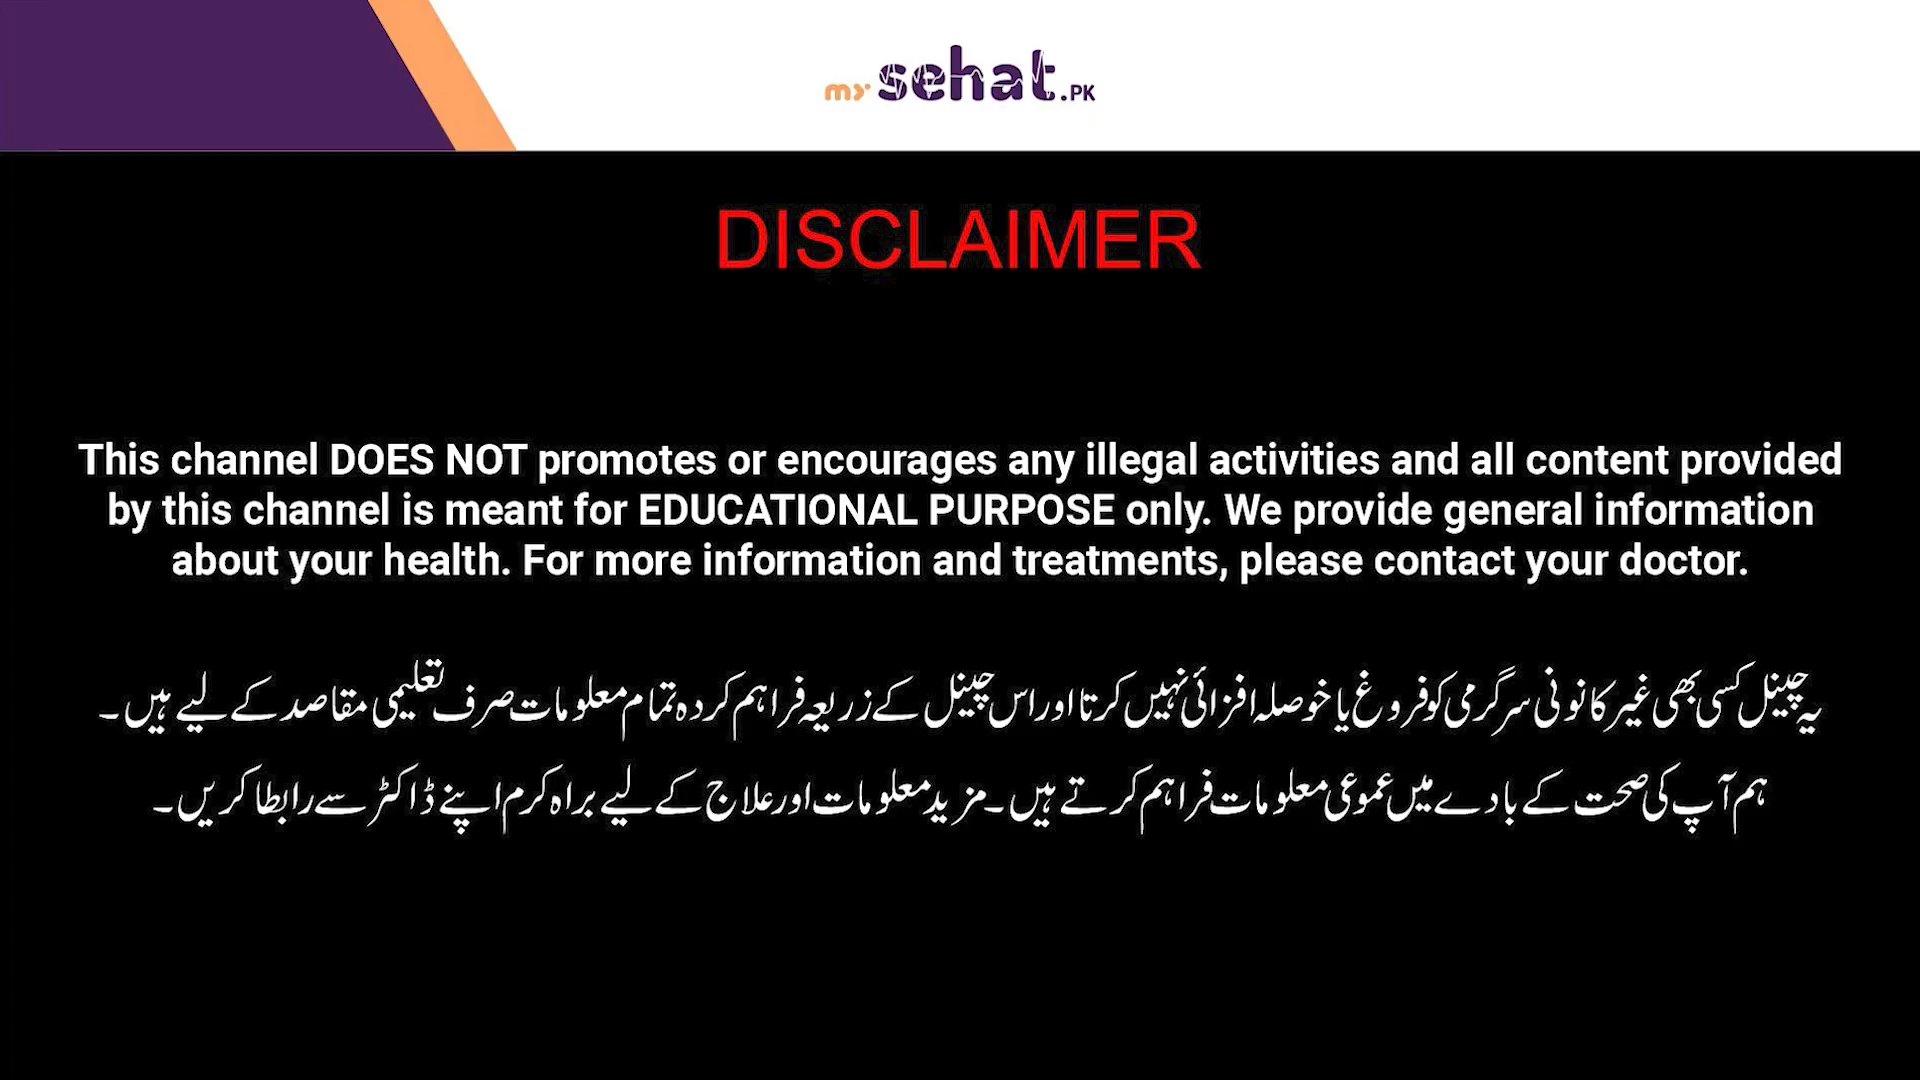 my sehat.PK
DISCLAIMER
This channel DOES NOT promotes or encourages any illegal activities and all content provided
by this channel is meant for EDUCATIONAL PURPOSE only. We provide general information
about your health. For more information and treatments, please contact your doctor.
یہ چینل کسی بھی غیر کانونی سرگرمی کو فروغ یا خوصلہ افزائی نہیں کرتا اور اس چینل کے زریعہ فراہم کردہ تمام معلومات صرف تعلیمی مقاصد کے لیے ہیں۔
ہم آپ کی صحت کے بادے میں عموعی معلومات فراہم کرتے ہیں۔ مزید معلومات اور علاج کے لیے براہ کرم اپنے ڈاکٹر سے رابطا کریں۔